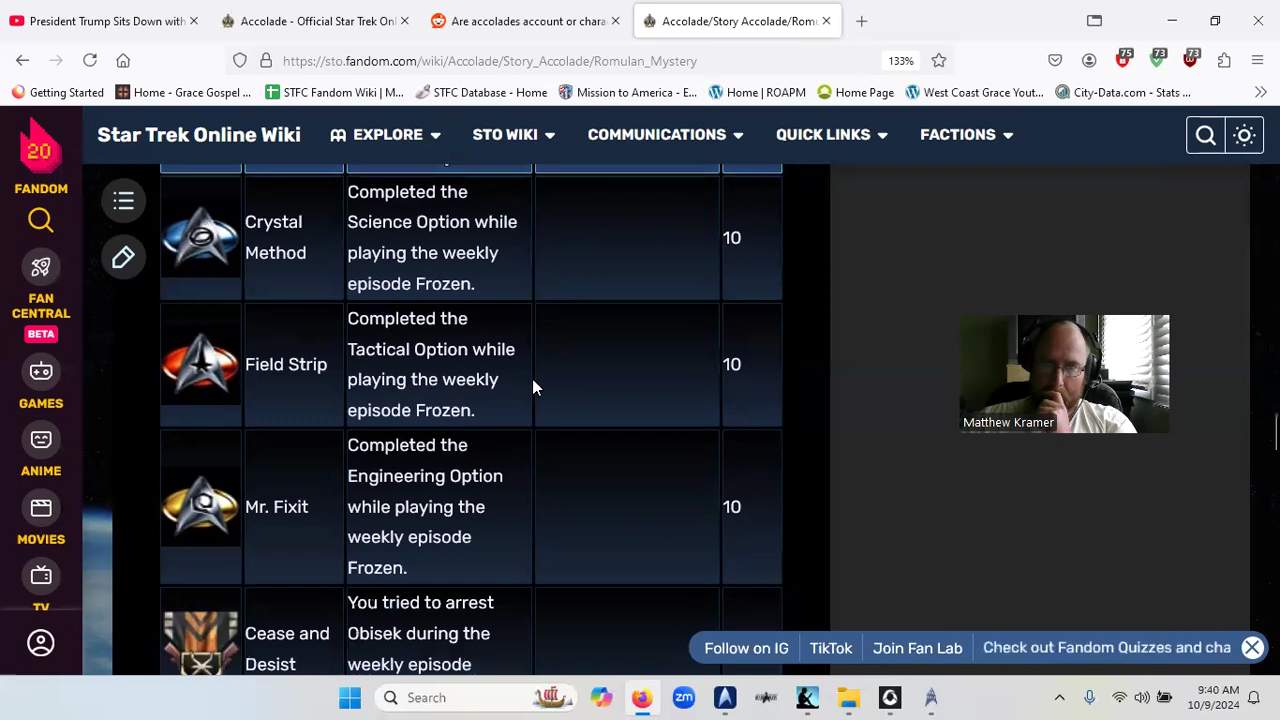 President Trump Sits Down with
Accolade - Official Star Trek Onl
Are accolades account or chara
Accolade/Story Accolade/Romu
https://sto.fandom.com/wiki/Accolade/Story_Accolade/Romulan_Mystery
133%
75
73
73
Getting Started
Home - Grace Gospel ...
STFC Fandom Wiki | M...
STFC Database - Home
Mission to America - E...
Home | ROAPM
Home Page
West Coast Grace Yout...
City-Data.com - Stats ...
20
FANDOM
FAN
CENTRAL
BETA
GAMES
ANIME
MOVIES
TV
Star Trek Online Wiki
EXPLORE
STO WIKI
COMMUNICATIONS
QUICK LINKS
FACTIONS
Crystal
Method
Completed the
Science Option while
playing the weekly
episode Frozen.
10
Field Strip
Completed the
Tactical Option while
playing the weekly
episode Frozen.
10
Mr. Fixit
Completed the
Engineering Option
while playing the
weekly episode
Frozen.
10
Cease and
Desist
You tried to arrest
Obisek during the
weekly episode
Matthew Kramer
Follow on IG
TikTok
Join Fan Lab
Check out Fandom Quizzes and cha
Search
zm
9:40 AM
10/9/2024